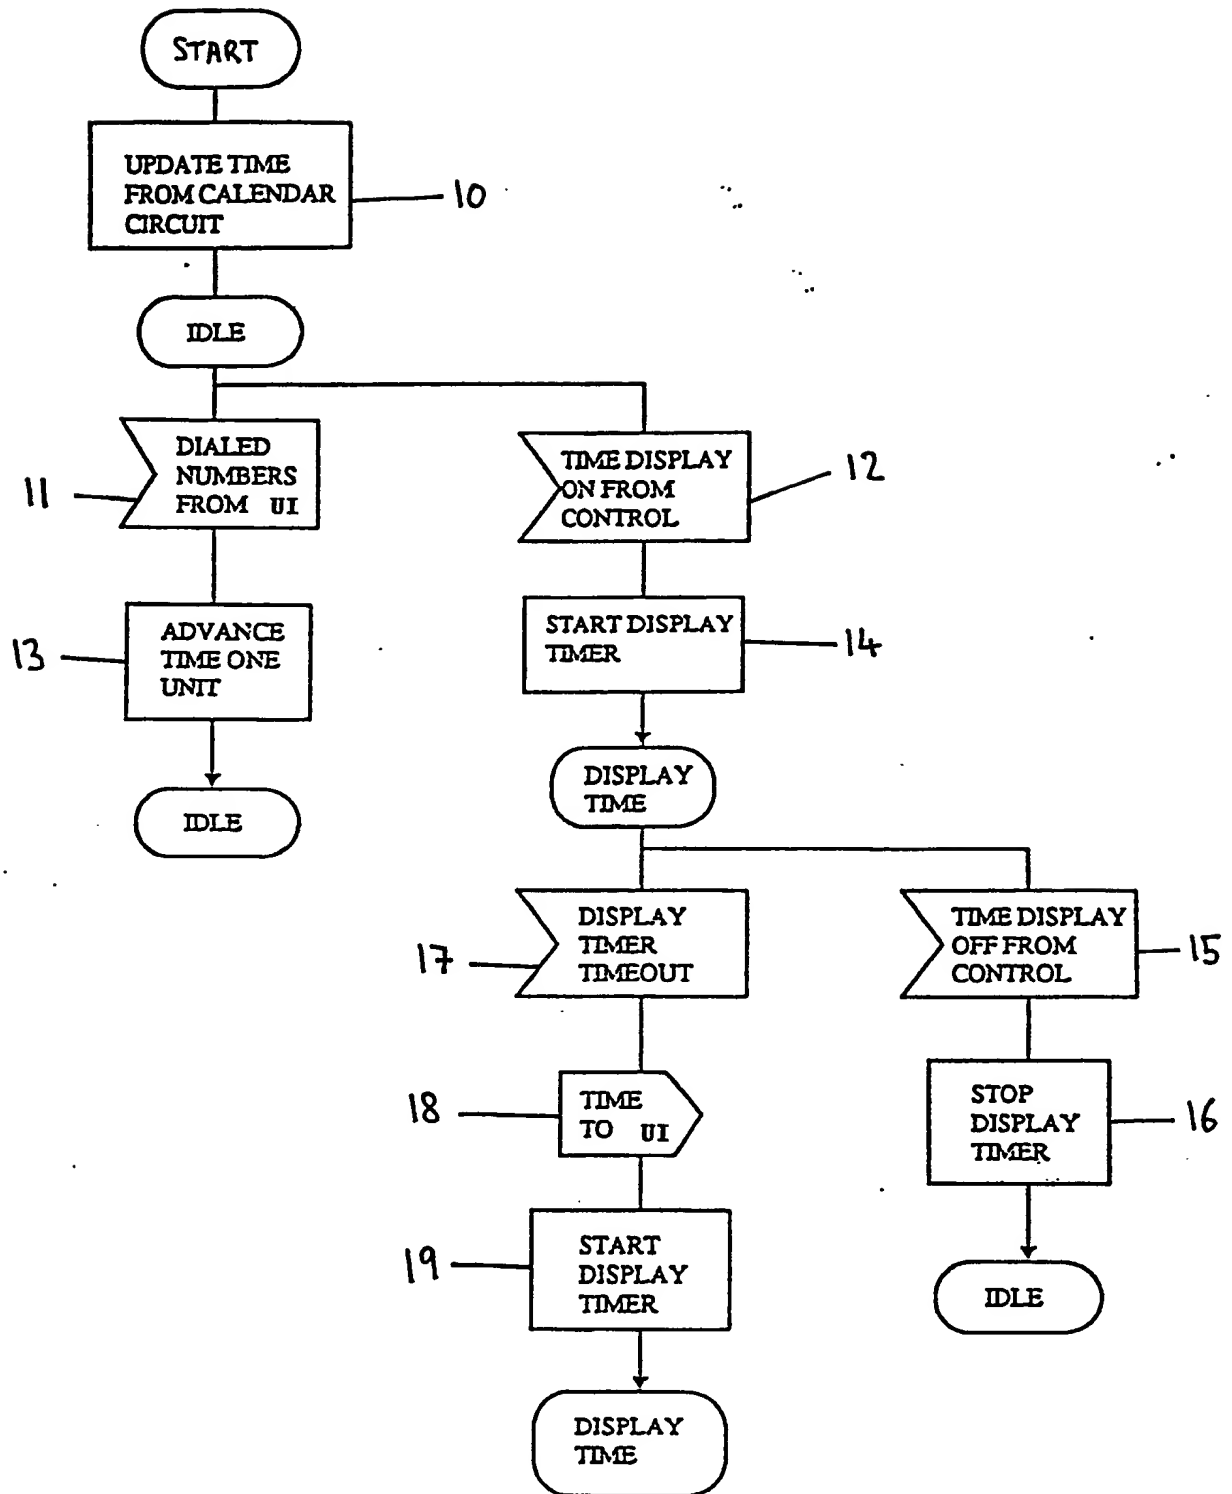 START
UPDATE TIME
FROM CALENDAR
CIRCUIT
10
IDLE
DIALED
NUMBERS
FROM UI
11
TIME DISPLAY
ON FROM
CONTROL
12
ADVANCE
TIME ONE
UNIT
13
START DISPLAY
TIMER
14
IDLE
DISPLAY
TIME
DISPLAY
TIMER
TIMEOUT
17
TIME DISPLAY
OFF FROM
CONTROL
15
TIME
TO UI
18
STOP
DISPLAY
TIMER
16
START
DISPLAY
TIMER
19
IDLE
DISPLAY
TIME